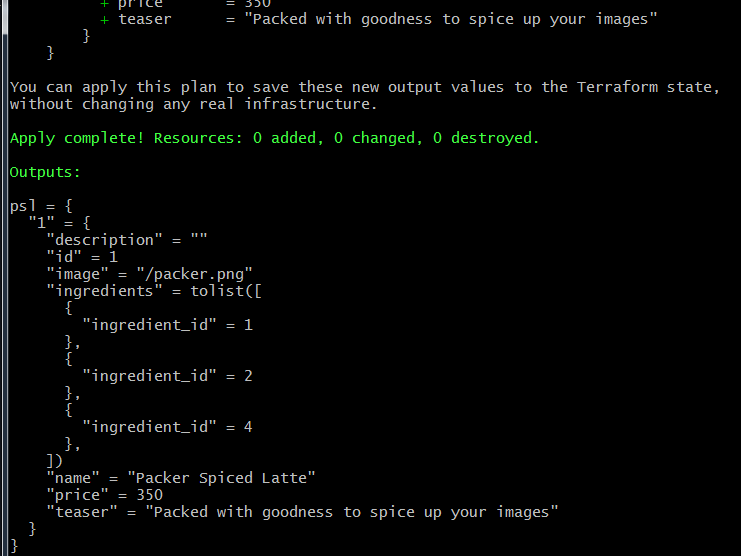 + price       = 350
+ teaser      = "Packed with goodness to spice up your images"
}
}
You can apply this plan to save these new output values to the Terraform state,
without changing any real infrastructure.
Apply complete! Resources: 0 added, 0 changed, 0 destroyed.
Outputs:
psl = {
  "1" = {
    "description" = ""
    "id" = 1
    "image" = "/packer.png"
    "ingredients" = tolist([
      {
        "ingredient_id" = 1
      },
      {
        "ingredient_id" = 2
      },
      {
        "ingredient_id" = 4
      },
    ])
    "name" = "Packer Spiced Latte"
    "price" = 350
    "teaser" = "Packed with goodness to spice up your images"
  }
}